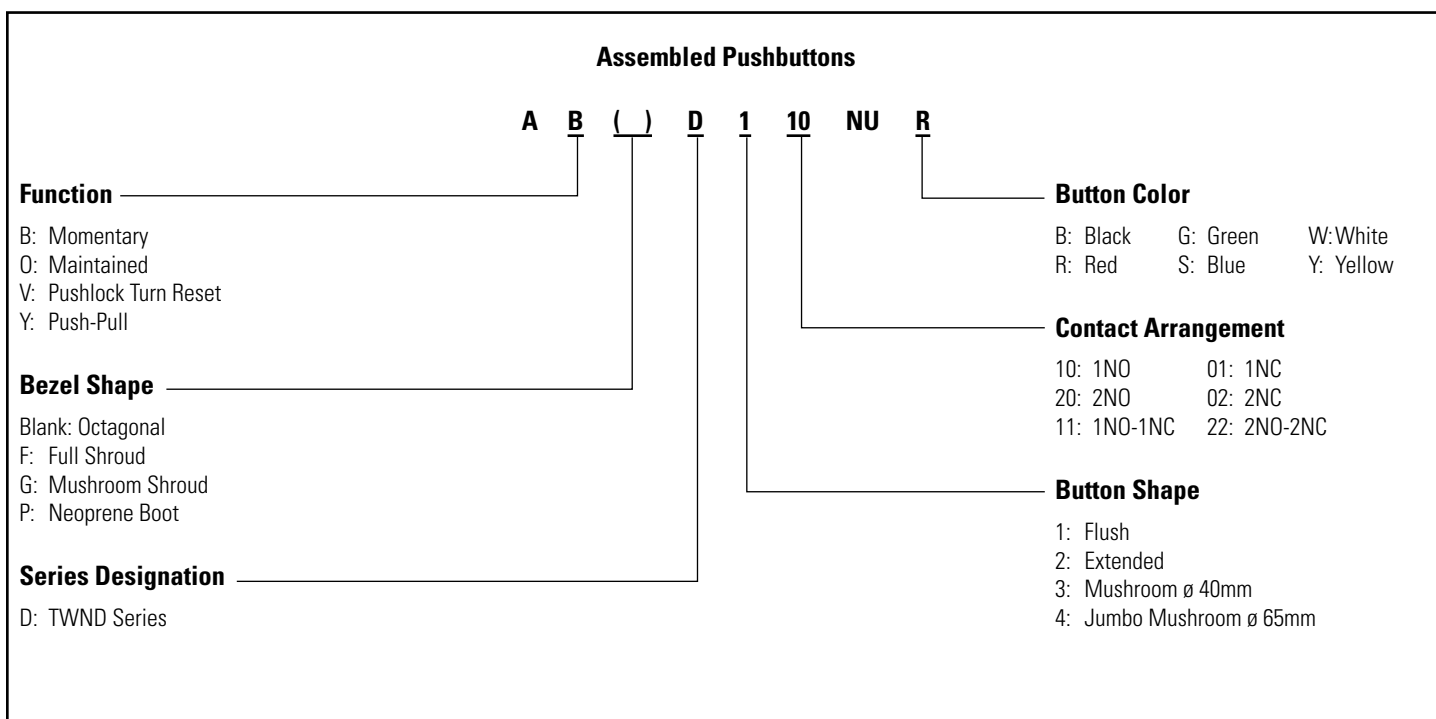 Assembled Pushbuttons
A B ( ) D 1 10 NU R
Function
B: Momentary
O: Maintained
V: Pushlock Turn Reset
Y: Push-Pull
Bezel Shape
Blank: Octagonal
F: Full Shroud
G: Mushroom Shroud
P: Neoprene Boot
Series Designation
D: TWND Series
Button Color
B: Black G: Green W: White
R: Red S: Blue Y: Yellow
Contact Arrangement
10: 1NO 01: 1NC
20: 2NO 02: 2NC
11: 1NO-1NC 22: 2NO-2NC
Button Shape
1: Flush
2: Extended
3: Mushroom ø 40mm
4: Jumbo Mushroom ø 65mm